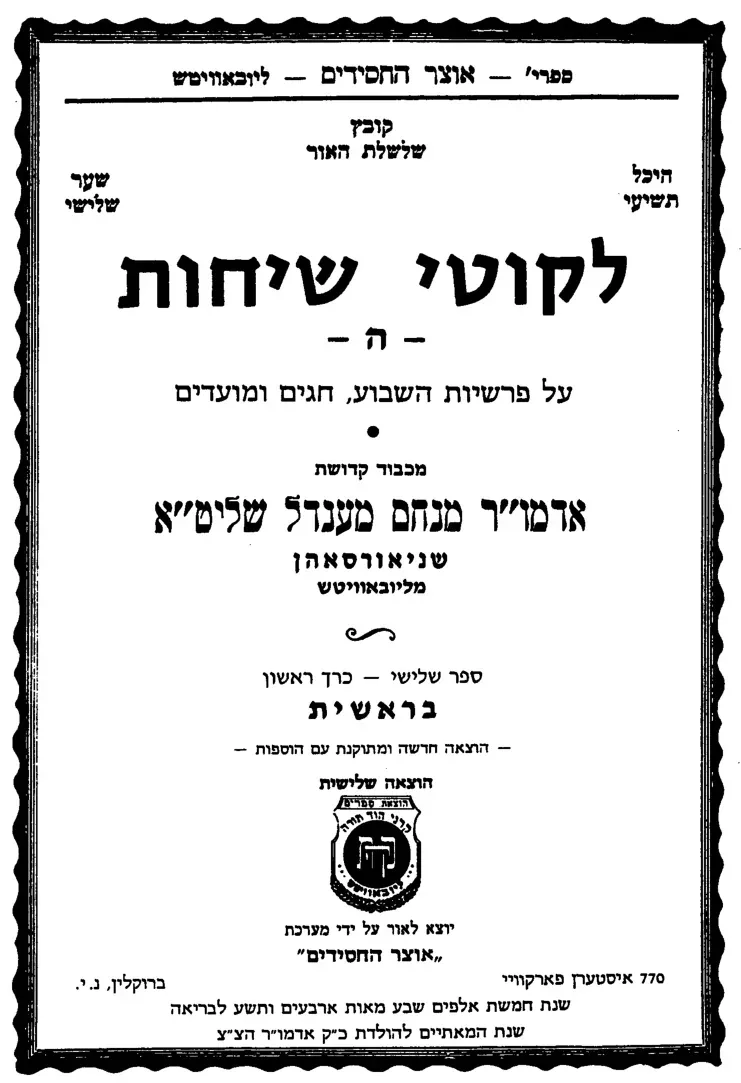 ספרי׳ — אוצר החסידים — ליובאוויטש
קובץ
שלשלת האור
היכל
תשיעי
שער
שלישי
לקוטי שיחות
– ה –
על פרשיות השבוע, חגים ומועדים
מכבוד קדושת
אדמו״ר מנחם מענדל שליט״א
שניאורסאהן
מליובאוויטש
ספר שלישי — כרך ראשון
בראשית
— הוצאה חדשה ומתוקנת עם הוספות —
הוצאה שלישית
הוצאת ספרים
קרני הוד תורה
קה
ליובאוויטש
יוצא לאור על ידי מערכת
„אוצר החסידים״
770 איסטערן פארקוויי ברוקלין, נ.י.
שנת חמשת אלפים שבע מאות ארבעים ותשע לבריאה
שנת המאתיים להולדת כ״ק אדמו״ר הצ״צ